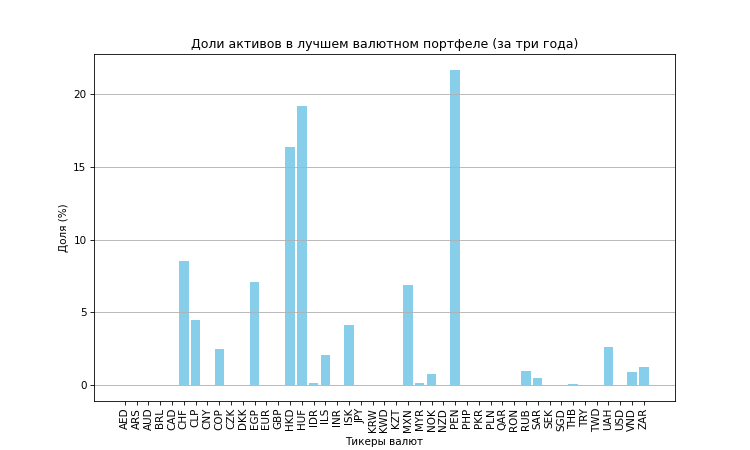 Доли активов в лучшем валютном портфеле (за три года)
Доля (%)
20
15
10
5
0
AED ARS AUD BRL CAD CHF CLP CNY COP CZK DKK EGP EUR GBP HKD HUF IDR ILS INR ISK JPY KRW KWD KZT MXN MYR NOK NZD PEN PHP PKR PLN QAR RON RUB SAR SEK SGD THB TRY TWD UAH USD VND ZAR
Тикеры валют